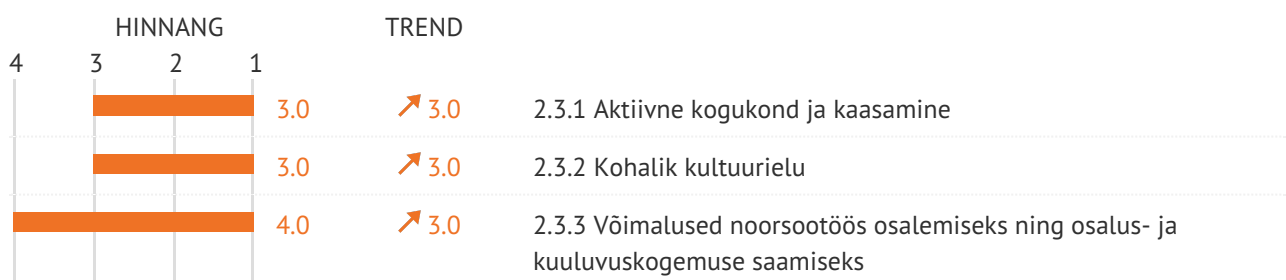 HINNANG TREND
4 3 2 1
3.0 3.0 2.3.1 Aktiivne kogukond ja kaasamine
3.0 3.0 2.3.2 Kohalik kultuurielu
4.0 3.0 2.3.3 Võimalused noorsootöös osalemiseks ning osalus- ja
kuuluvuskogemuse saamiseks